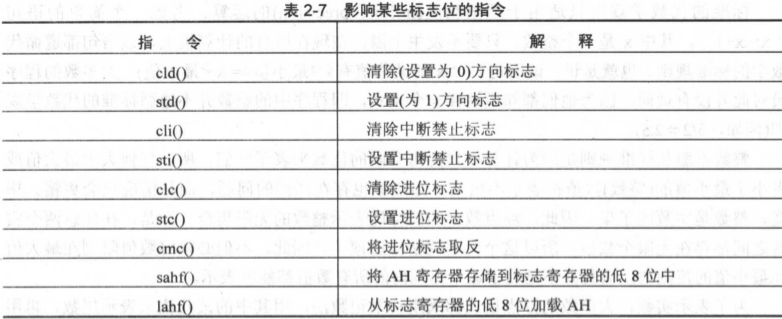 表 2-7 影响某些标志位的指令
指 令 解 释
cld() 清除(设置为 0)方向标志
std() 设置(为 1)方向标志
cli() 清除中断禁止标志
sti() 设置中断禁止标志
clc() 清除进位标志
stc() 设置进位标志
cmc() 将进位标志取反
sahf() 将 AH 寄存器存储到标志寄存器的低 8 位中
lahf() 从标志寄存器的低 8 位加载 AH